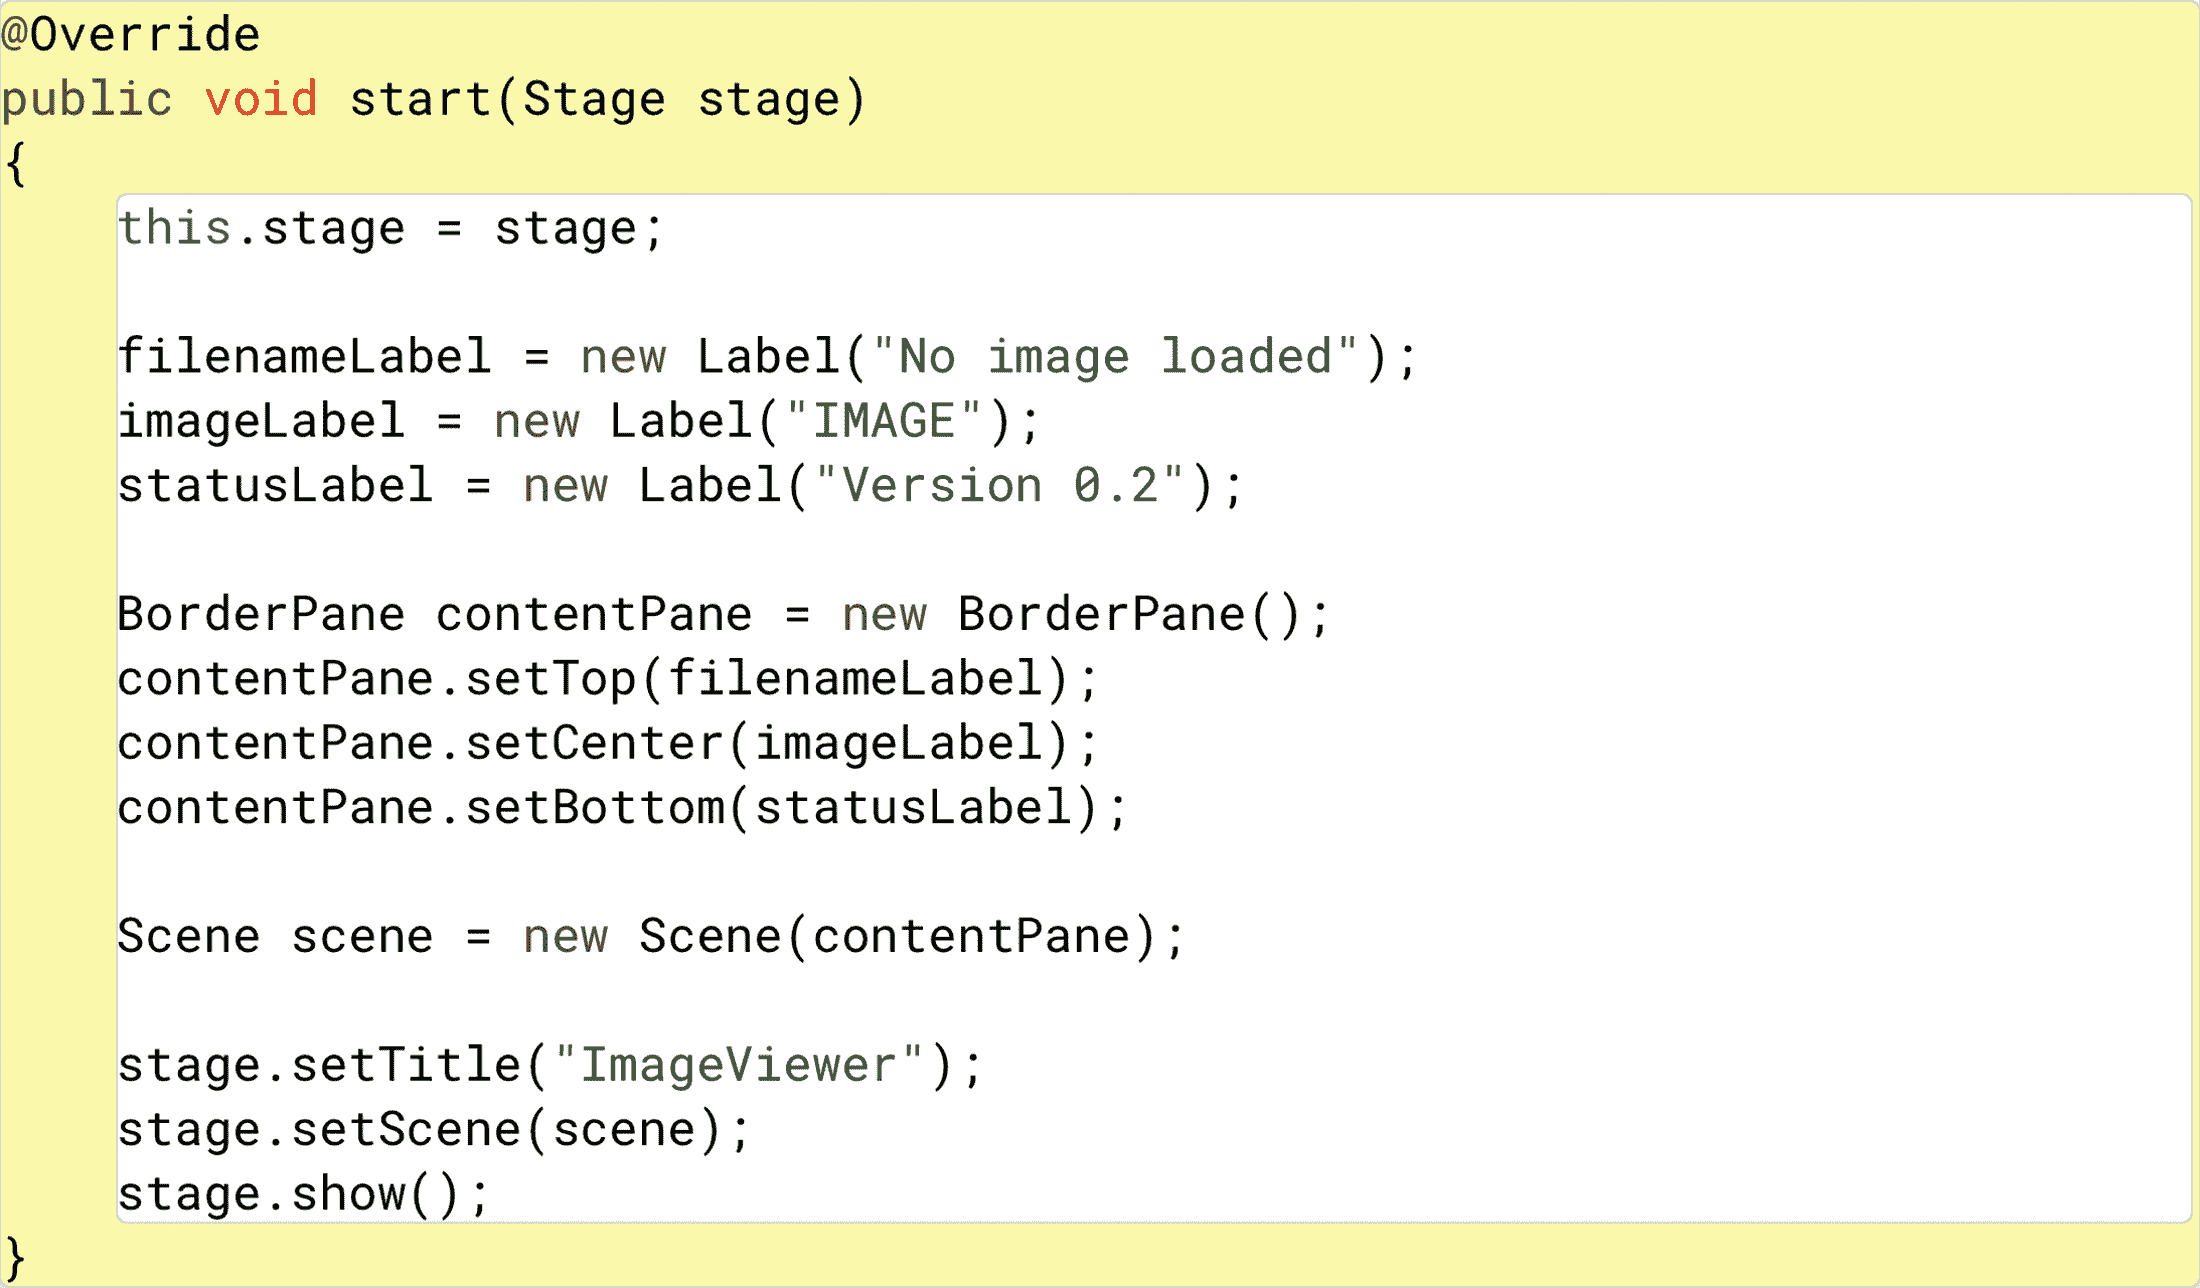 @Override
public void start(Stage stage)
{
this.stage = stage;
filenameLabel = new Label("No image loaded");
imageLabel = new Label("IMAGE");
statusLabel = new Label("Version 0.2");
BorderPane contentPane = new BorderPane();
contentPane.setTop(filenameLabel);
contentPane.setCenter(imageLabel);
contentPane.setBottom(statusLabel);
Scene scene = new Scene(contentPane);
stage.setTitle("ImageViewer");
stage.setScene(scene);
stage.show();
}